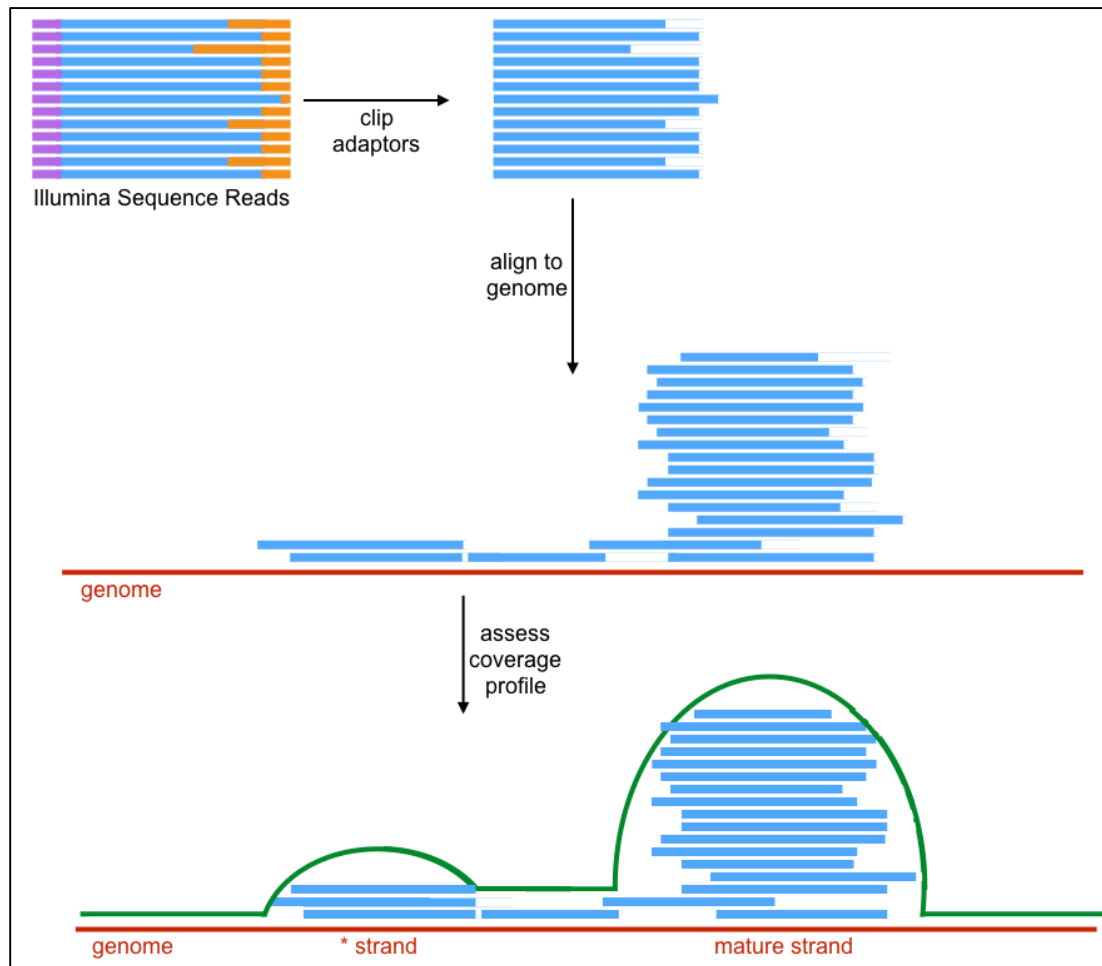 clip
adaptors
Illumina Sequence Reads
align to
genome
genome
assess
coverage
profile
genome
* strand
mature strand